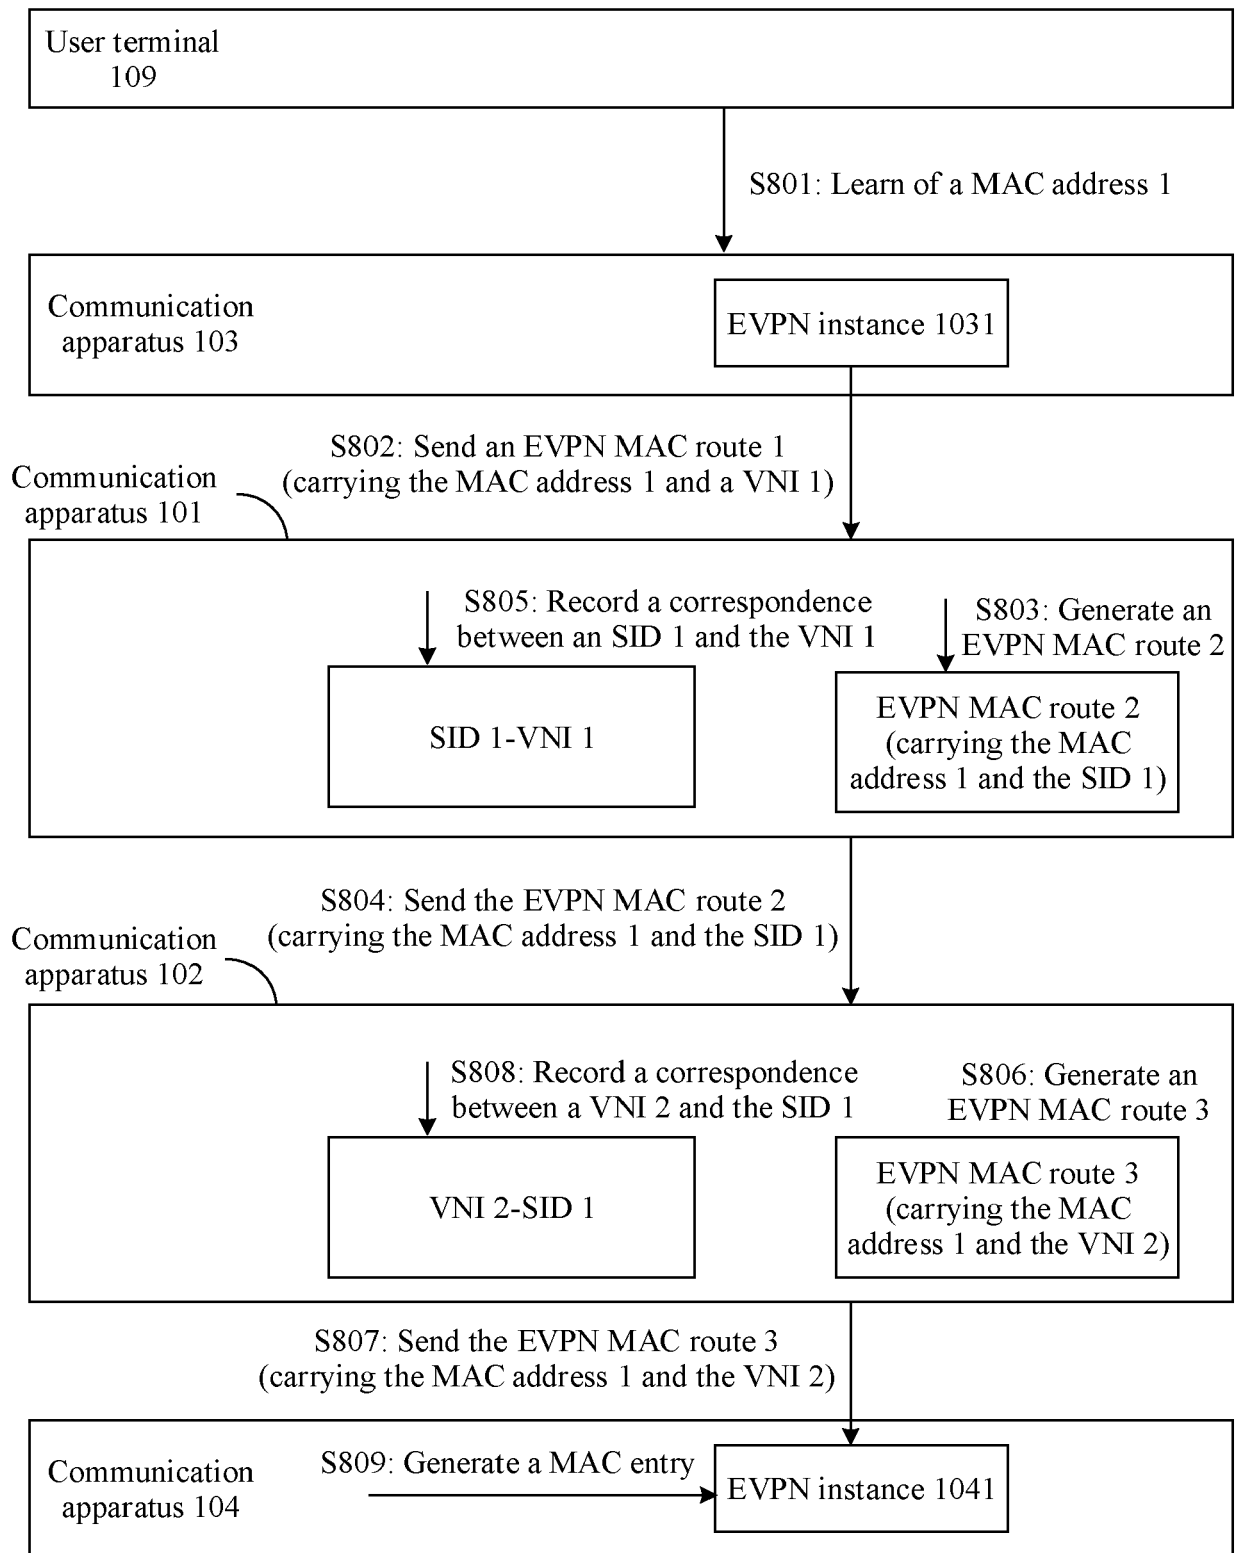 User terminal
109
S801: Learn of a MAC address 1
Communication
apparatus 103
EVPN instance 1031
S802: Send an EVPN MAC route 1
(carrying the MAC address 1 and a VNI 1)
Communication
apparatus 101
S805: Record a correspondence
between an SID 1 and the VNI 1
S803: Generate an
EVPN MAC route 2
SID 1-VNI 1
EVPN MAC route 2
(carrying the MAC
address 1 and the SID 1)
S804: Send the EVPN MAC route 2
(carrying the MAC address 1 and the SID 1)
Communication
apparatus 102
S808: Record a correspondence
between a VNI 2 and the SID 1
S806: Generate an
EVPN MAC route 3
VNI 2-SID 1
EVPN MAC route 3
(carrying the MAC
address 1 and the VNI 2)
S807: Send the EVPN MAC route 3
(carrying the MAC address 1 and the VNI 2)
Communication
apparatus 104
S809: Generate a MAC entry
EVPN instance 1041